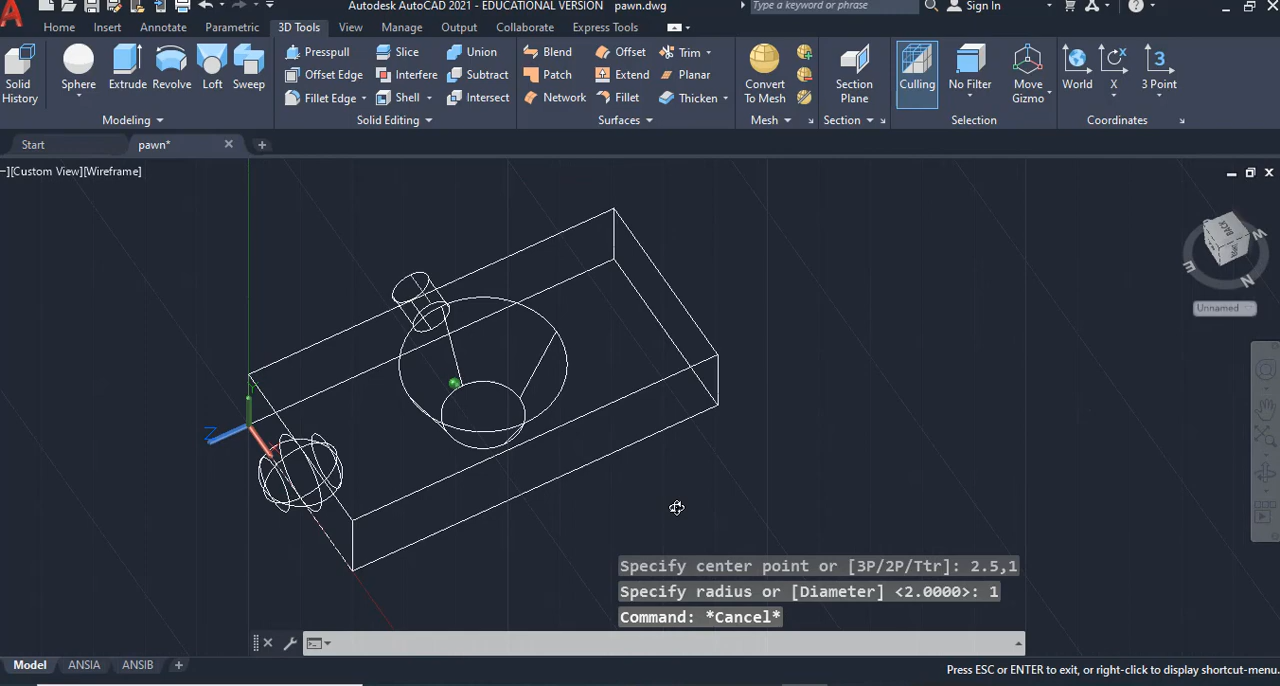 Autodesk AutoCAD 2021 - EDUCATIONAL VERSION pawn.dwg
Type a keyword or phrase
Sign In
Home Insert Annotate Parametric 3D Tools View Manage Output Collaborate Express Tools
Solid History
Sphere
Extrude
Revolve
Loft
Sweep
Modeling
Presspull
Offset Edge
Fillet Edge
Slice
Interfere
Shell
Union
Subtract
Intersect
Solid Editing
Blend
Patch
Network
Offset
Extend
Fillet
Trim
Planar
Thicken
Surfaces
Convert To Mesh
Mesh
Section Plane
Section
Culling
No Filter
Move Gizmo
Selection
World
X
3 Point
Coordinates
Start
pawn*
–][Custom View][Wireframe]
BACK
W
E
N
Unnamed
Z
Y
X
Specify center point or [3P/2P/Ttr]: 2.5,1
Specify radius or [Diameter] <2.0000>: 1
Command: *Cancel*
Model ANSIA ANSIB +
Press ESC or ENTER to exit, or right-click to display shortcut-menu.